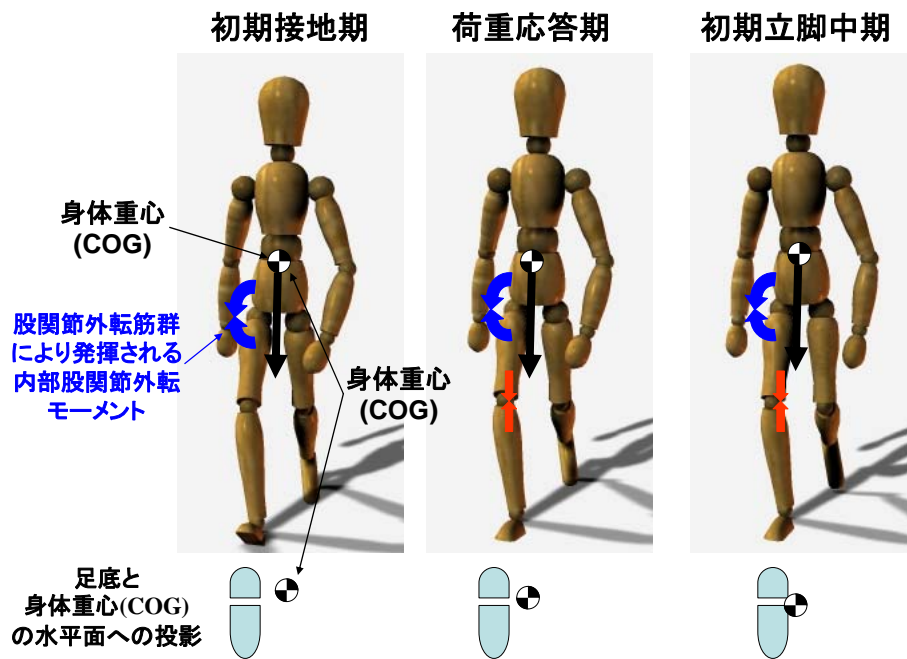 初期接地期
荷重応答期
初期立脚中期
身体重心
(COG)
股関節外転筋群
により発揮される
内部股関節外転
モーメント
身体重心
(COG)
足底と
身体重心(COG)
の水平面への投影